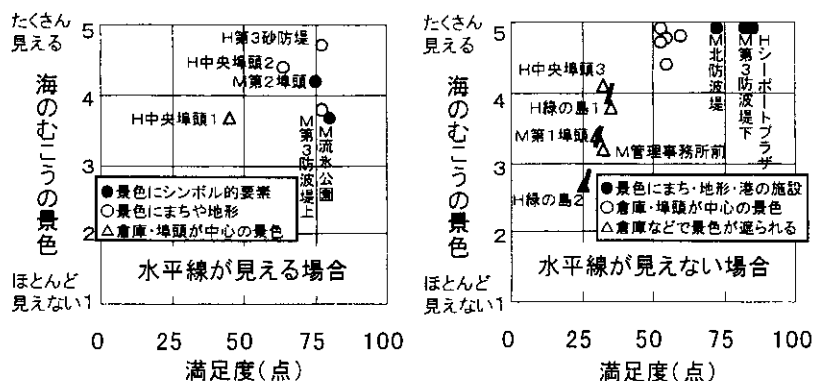 たくさん
見える
海のむこうの景色
ほとんど
見えない
5
4
3
2
1
H第3砂防堤
H中央埠頭2
M第2埠頭
H中央埠頭1
M第3防波堤上
M流氷公園
●景色にシンボル的要素
○景色にまちや地形
△倉庫・埠頭が中心の景色
水平線が見える場合
0 25 50 75 100
満足度(点)
たくさん
見える
海のむこうの景色
ほとんど
見えない
5
4
3
2
1
H中央埠頭3
H緑の島1
M第1埠頭
M管理事務所前
H緑の島2
M北防波堤
M第3防波堤下
Hシーポートプラザ
●景色にまち・地形・港の施設
○倉庫・埠頭が中心の景色
△倉庫などで景色が遮られる
水平線が見えない場合
0 25 50 75 100
満足度(点)